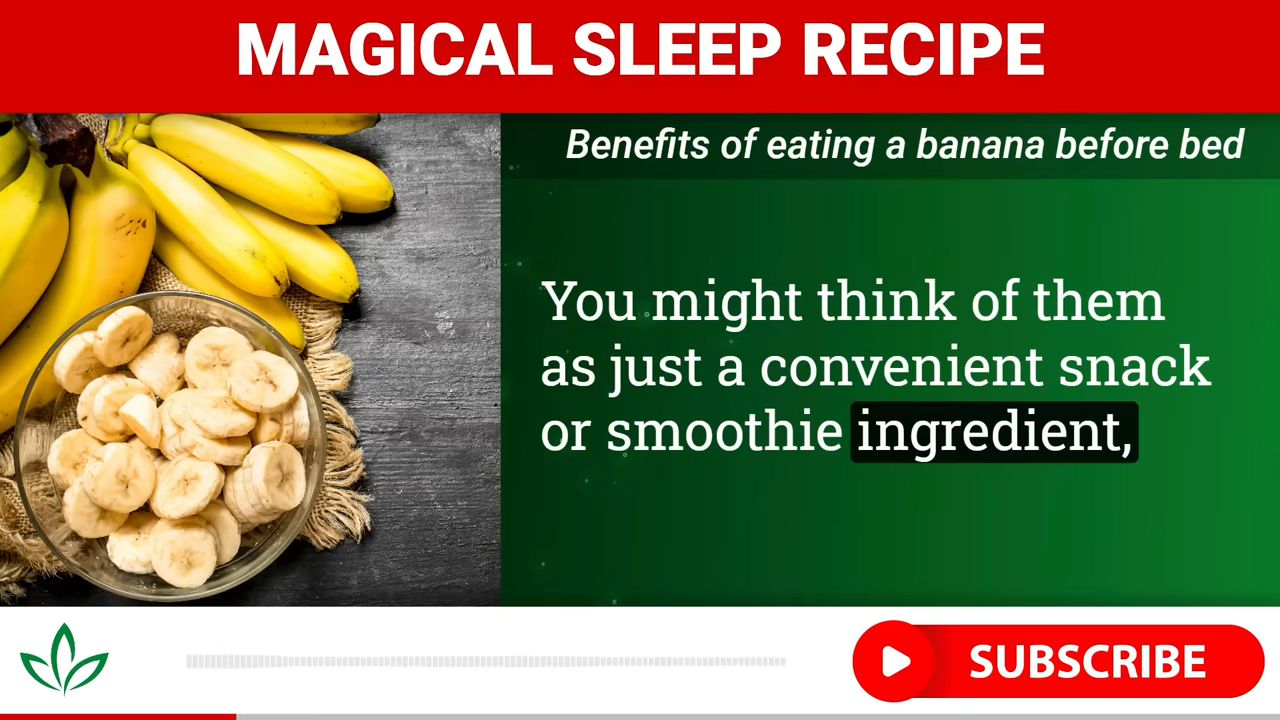 MAGICAL SLEEP RECIPE
Benefits of eating a banana before bed
You might think of them
as just a convenient snack
or smoothie ingredient,
SUBSCRIBE